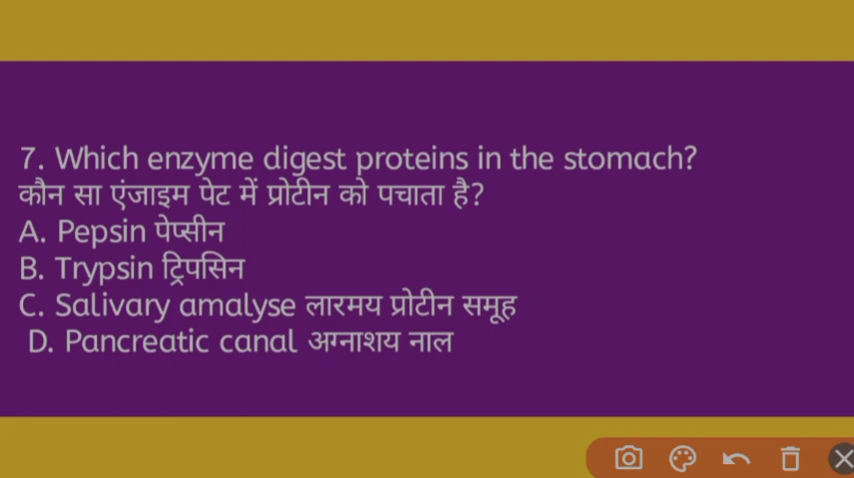 7. Which enzyme digest proteins in the stomach?
कौन सा एंजाइम पेट में प्रोटीन को पचाता है?
A. Pepsin पेप्सीन
B. Trypsin ट्रिपसिन
C. Salivary amalyse लारमय प्रोटीन समूह
D. Pancreatic canal अग्नाशय नाल